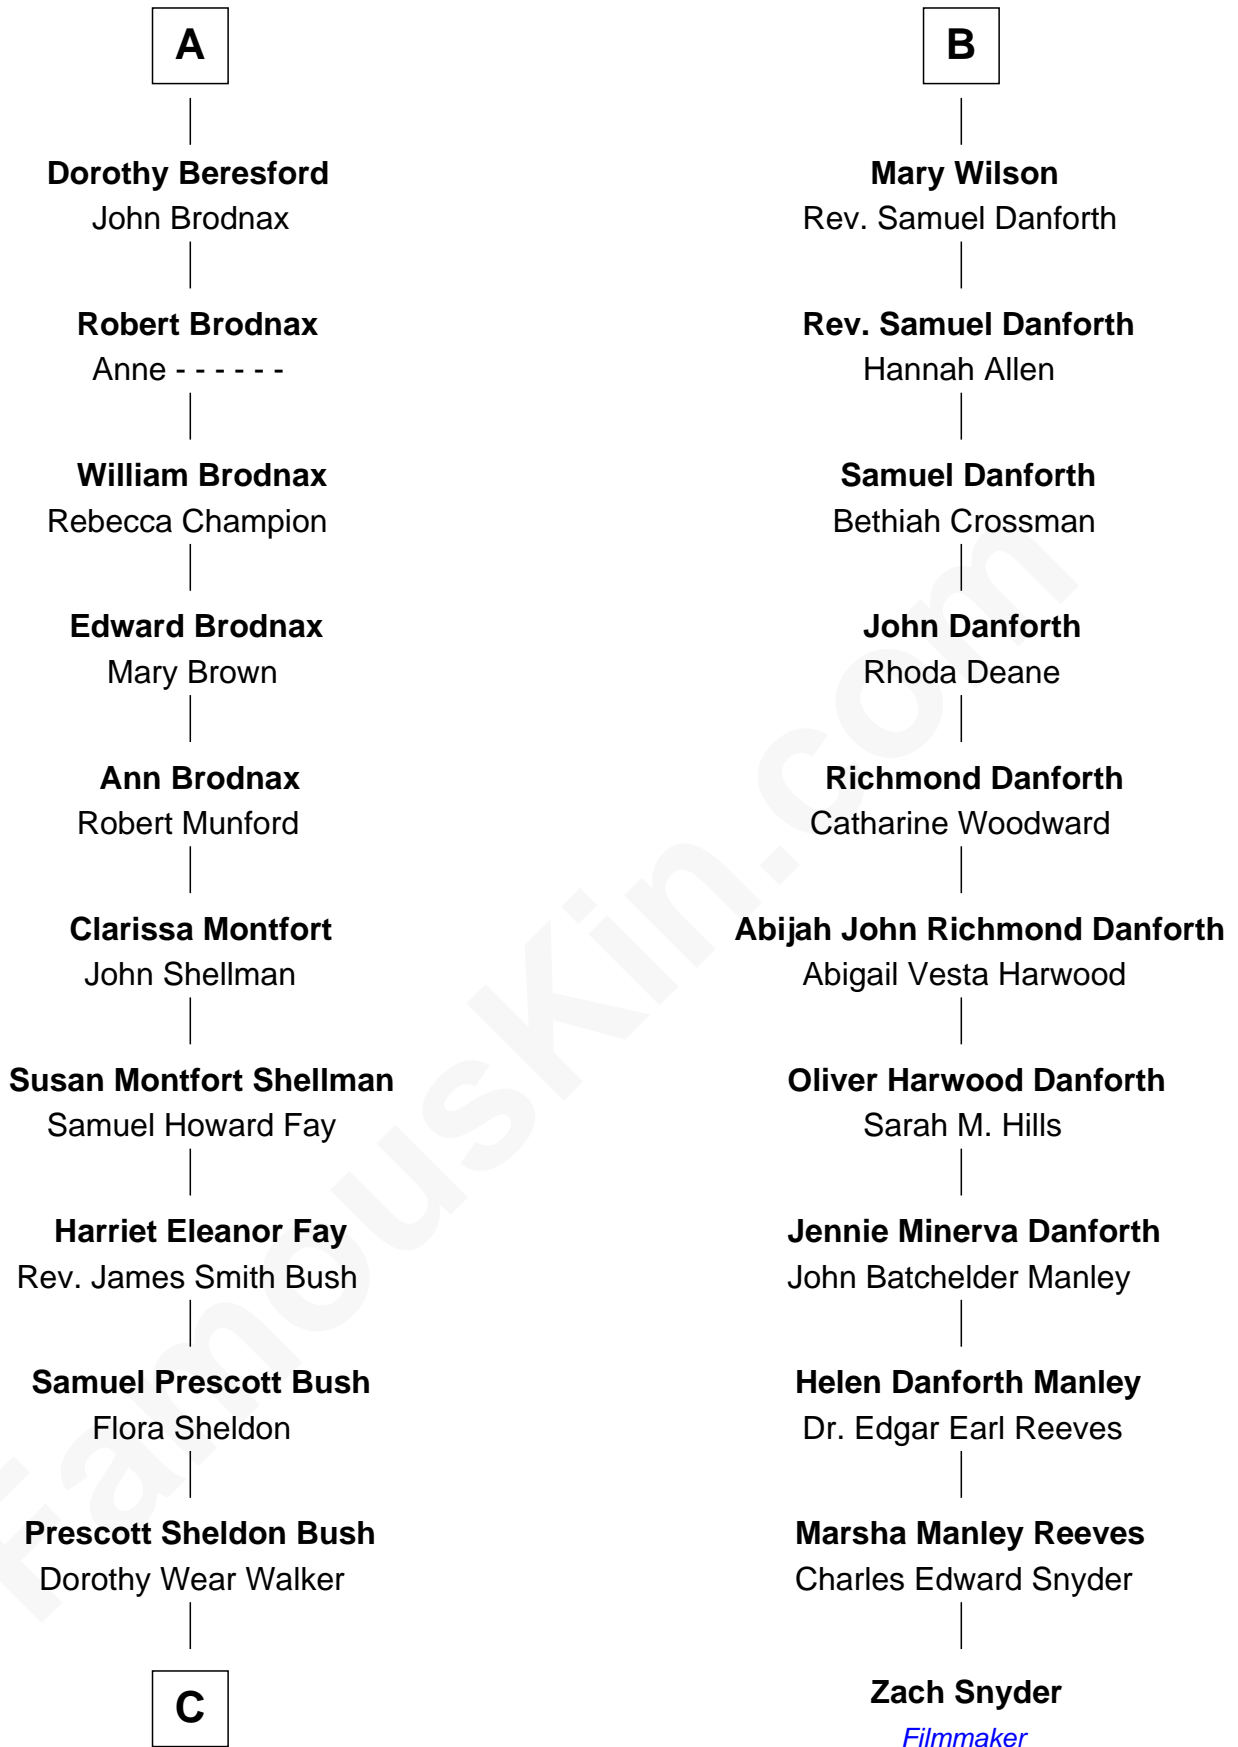 A
Dorothy Beresford
John Brodnax
Robert Brodnax
Anne - - - - - -
William Brodnax
Rebecca Champion
Edward Brodnax
Mary Brown
Ann Brodnax
Robert Munford
Clarissa Montfort
John Shellman
Susan Montfort Shellman
Samuel Howard Fay
Harriet Eleanor Fay
Rev. James Smith Bush
Samuel Prescott Bush
Flora Sheldon
Prescott Sheldon Bush
Dorothy Wear Walker
C
B
Mary Wilson
Rev. Samuel Danforth
Rev. Samuel Danforth
Hannah Allen
Samuel Danforth
Bethiah Crossman
John Danforth
Rhoda Deane
Richmond Danforth
Catharine Woodward
Abijah John Richmond Danforth
Abigail Vesta Harwood
Oliver Harwood Danforth
Sarah M. Hills
Jennie Minerva Danforth
John Batchelder Manley
Helen Danforth Manley
Dr. Edgar Earl Reeves
Marsha Manley Reeves
Charles Edward Snyder
Zach Snyder
Filmmaker
FamousKin.com